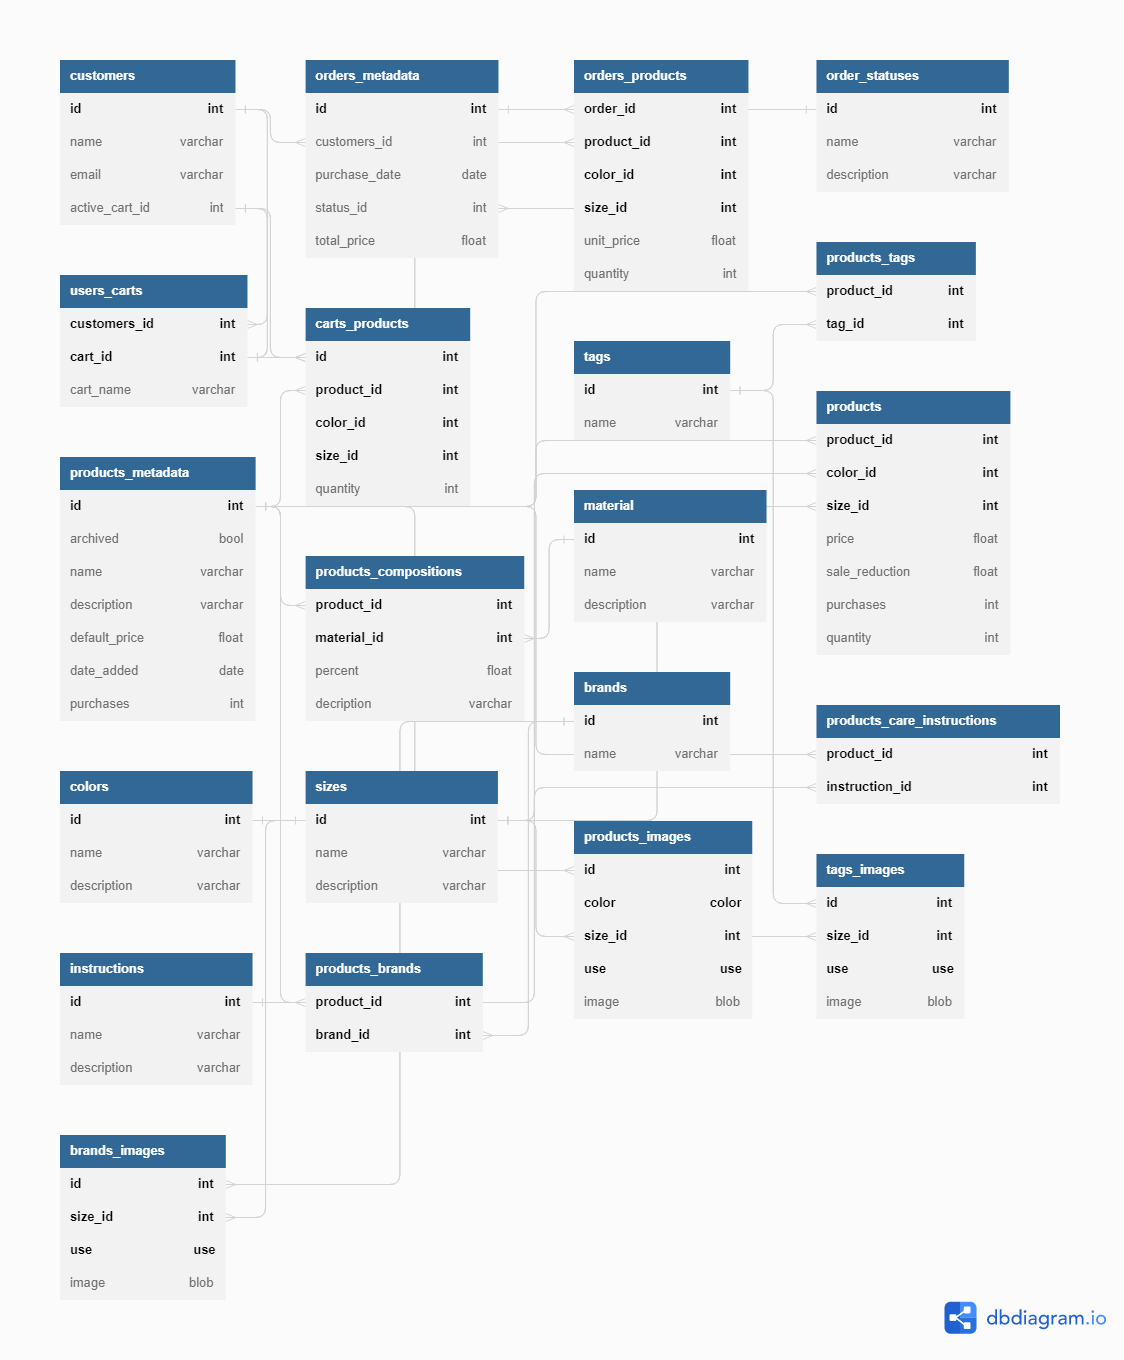 customers
id int
name varchar
email varchar
active_cart_id int
orders_metadata
id int
customers_id int
purchase_date date
status_id int
total_price float
orders_products
order_id int
product_id int
color_id int
size_id int
unit_price float
quantity int
order_statuses
id int
name varchar
description varchar
users_carts
customers_id int
cart_id int
cart_name varchar
carts_products
id int
product_id int
color_id int
size_id int
quantity int
tags
id int
name varchar
products_tags
product_id int
tag_id int
products
product_id int
color_id int
size_id int
price float
sale_reduction float
purchases int
quantity int
products_metadata
id int
archived bool
name varchar
description varchar
default_price float
date_added date
purchases int
products_compositions
product_id int
material_id int
percent float
decription varchar
material
id int
name varchar
description varchar
brands
id int
name varchar
products_care_instructions
product_id int
instruction_id int
colors
id int
name varchar
description varchar
sizes
id int
name varchar
description varchar
products_images
id int
color color
size_id int
use use
image blob
tags_images
id int
size_id int
use use
image blob
instructions
id int
name varchar
description varchar
products_brands
product_id int
brand_id int
brands_images
id int
size_id int
use use
image blob
dbdiagram.io